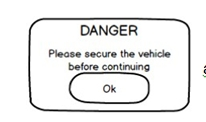 DANGER
Please secure the vehicle
before continuing
Ok